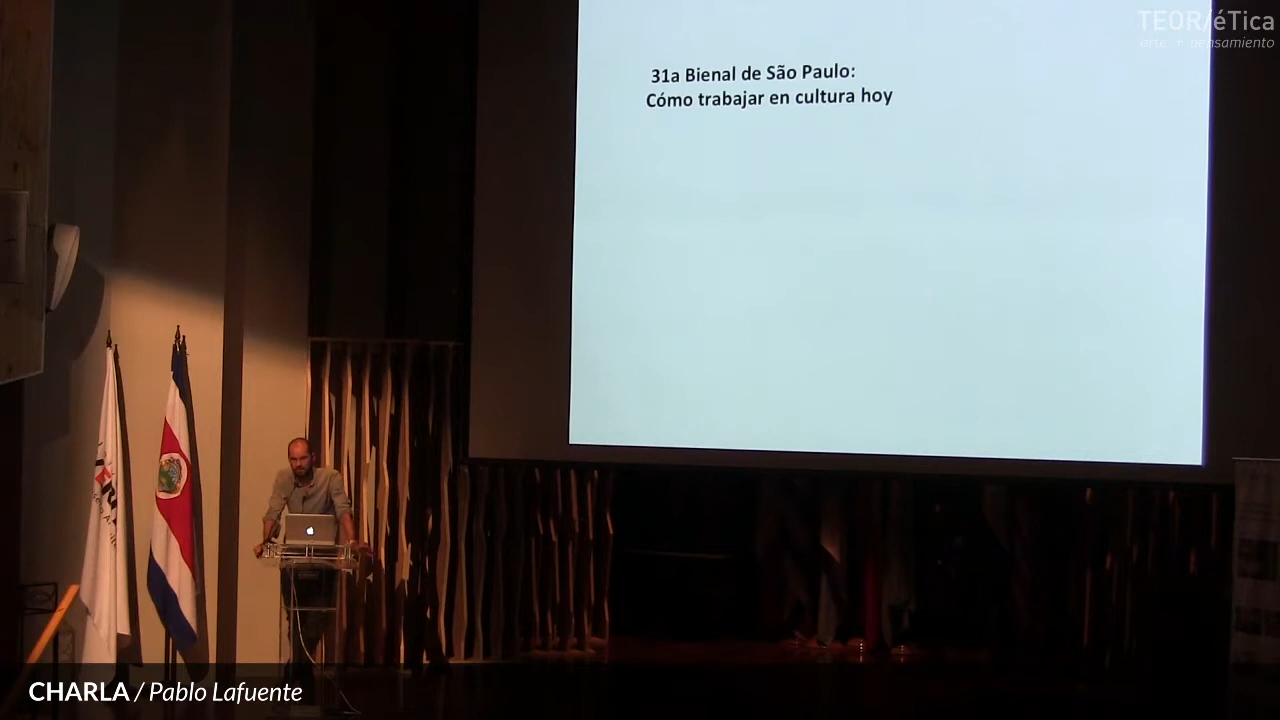 TEOR/éTica
arte + pensamiento
31a Bienal de São Paulo:
Cómo trabajar en cultura hoy
CHARLA / Pablo Lafuente